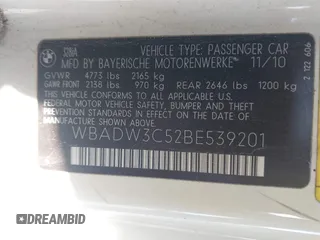 VEHICLE TYPE: PASSENGER CAR
MFD BY BAYERISCHE MOTORENWERKE 11/10
GVWR 4773 lbs 2165 kg
GAWR FRONT 2138 lbs 970 kg REAR 2646 lbs 1200 kg
THIS VEHICLE CONFORMS TO ALL APPLICABLE
FEDERAL MOTOR VEHICLE SAFETY, BUMPER AND THEFT
PREVENTION STANDARDS IN EFFECT ON THE DATE OF
MANUFACTURE SHOWN ABOVE
WBADW3C52BE539201
DREAMBID